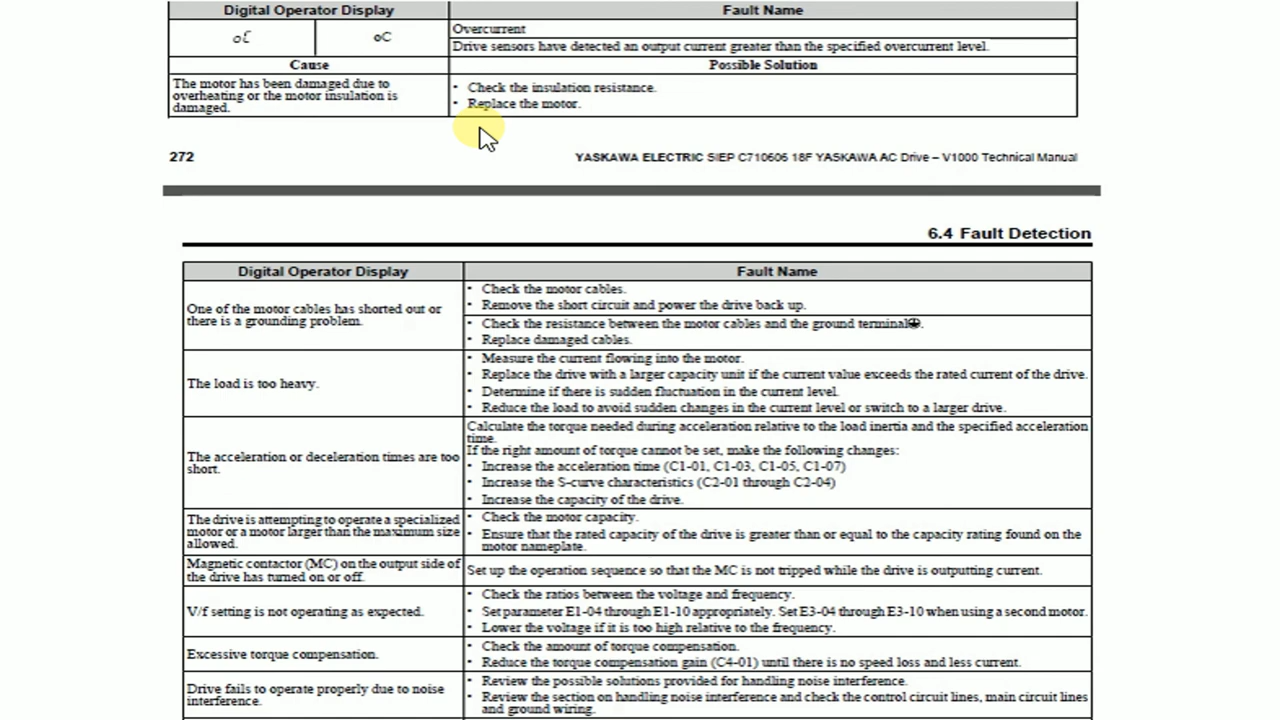 Digital Operator Display
Fault Name
oC
oC
Overcurrent
Drive sensors have detected an output current greater than the specified overcurrent level.
Cause
Possible Solution
The motor has been damaged due to
overheating or the motor insulation is
damaged.
• Check the insulation resistance.
• Replace the motor.
272
YASKAWA ELECTRIC SIEP C710606 18F YASKAWA AC Drive – V1000 Technical Manual
6.4 Fault Detection
Digital Operator Display
Fault Name
One of the motor cables has shorted out or
there is a grounding problem.
• Check the motor cables.
• Remove the short circuit and power the drive back up.
• Check the resistance between the motor cables and the ground terminal⏚.
• Replace damaged cables.
The load is too heavy.
• Measure the current flowing into the motor.
• Replace the drive with a larger capacity unit if the current value exceeds the rated current of the drive.
• Determine if there is sudden fluctuation in the current level.
• Reduce the load to avoid sudden changes in the current level or switch to a larger drive.
The acceleration or deceleration times are too
short.
Calculate the torque needed during acceleration relative to the load inertia and the specified acceleration
time.
If the right amount of torque cannot be set, make the following changes:
• Increase the acceleration time (C1-01, C1-03, C1-05, C1-07)
• Increase the S-curve characteristics (C2-01 through C2-04)
• Increase the capacity of the drive.
The drive is attempting to operate a specialized
motor or a motor larger than the maximum size
allowed.
• Check the motor capacity.
• Ensure that the rated capacity of the drive is greater than or equal to the capacity rating found on the
motor nameplate.
Magnetic contactor (MC) on the output side of
the drive has turned on or off.
Set up the operation sequence so that the MC is not tripped while the drive is outputting current.
V/f setting is not operating as expected.
• Check the ratios between the voltage and frequency.
• Set parameter E1-04 through E1-10 appropriately. Set E3-04 through E3-10 when using a second motor.
• Lower the voltage if it is too high relative to the frequency.
Excessive torque compensation.
• Check the amount of torque compensation.
• Reduce the torque compensation gain (C4-01) until there is no speed loss and less current.
Drive fails to operate properly due to noise
interference.
• Review the possible solutions provided for handling noise interference.
• Review the section on handling noise interference and check the control circuit lines, main circuit lines
and ground wiring.